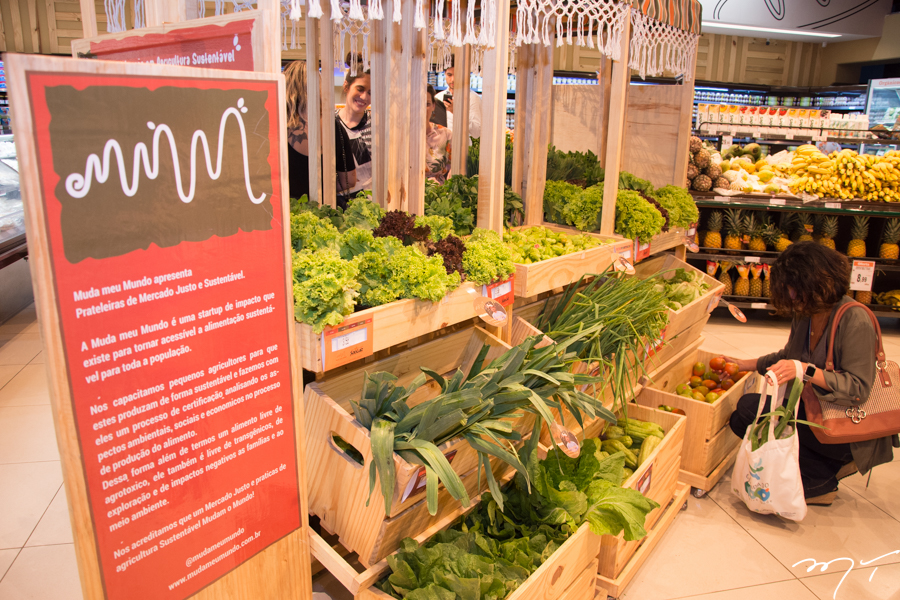 Agricultura Sustentável
Muda meu Mundo apresenta
Prateleiras de Mercado Justo e Sustentável.
A Muda meu Mundo é uma startup de impacto que
existe para tornar acessível a alimentação sustentá-
vel para toda a população.
Nos capacitamos pequenos agricultores para que
estes produzam de forma sustentável e fazemos com
eles um processo de certificação, analisando os as-
pectos ambientais, sociais e economicos no processo
de produção do alimento.
Dessa forma além de termos um alimento livre de
agrotoxico, ele também é livre de transgênicos, de
exploração e de impactos negativos as famílias e ao
meio ambiente.
Nos acreditamos que um Mercado Justo e praticas de
agricultura Sustentável Mudam o Mundo!
@mudameumundo
www.mudameumundo.com.br
8,99